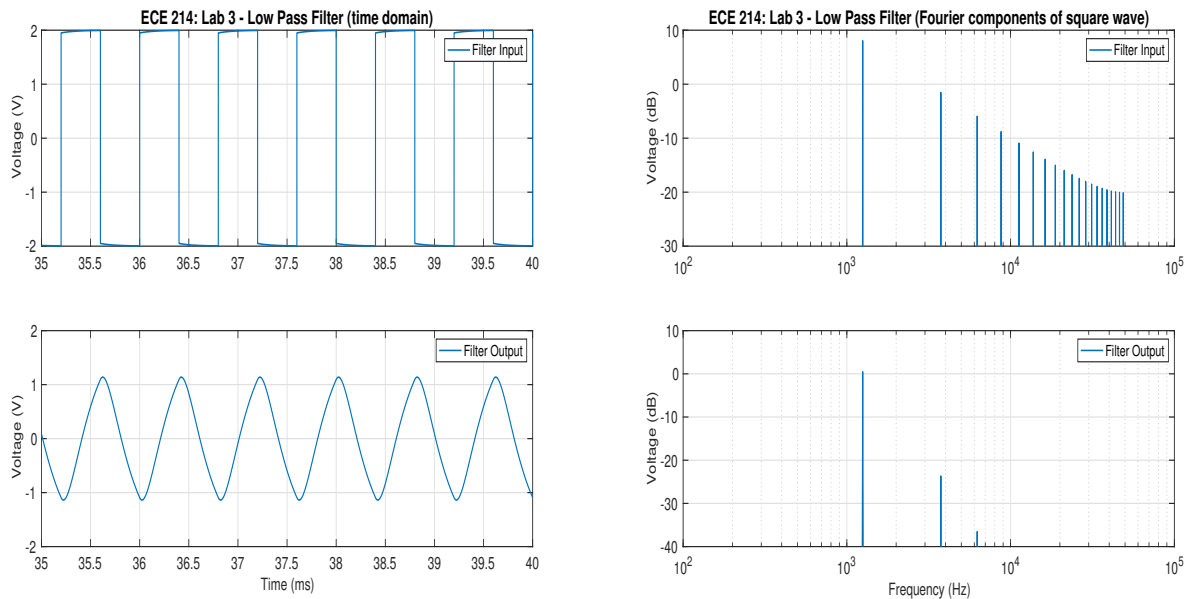 ECE 214: Lab 3 - Low Pass Filter (time domain)
Voltage (V)
2
1
0
-1
-2
Filter Input
35 35.5 36 36.5 37 37.5 38 38.5 39 39.5 40
ECE 214: Lab 3 - Low Pass Filter (Fourier components of square wave)
Voltage (dB)
10
0
-10
-20
-30
Filter Input
10^2 10^3 10^4 10^5
Voltage (V)
2
1
0
-1
-2
Filter Output
35 35.5 36 36.5 37 37.5 38 38.5 39 39.5 40
Time (ms)
Voltage (dB)
10
0
-10
-20
-30
-40
Filter Output
10^2 10^3 10^4 10^5
Frequency (Hz)